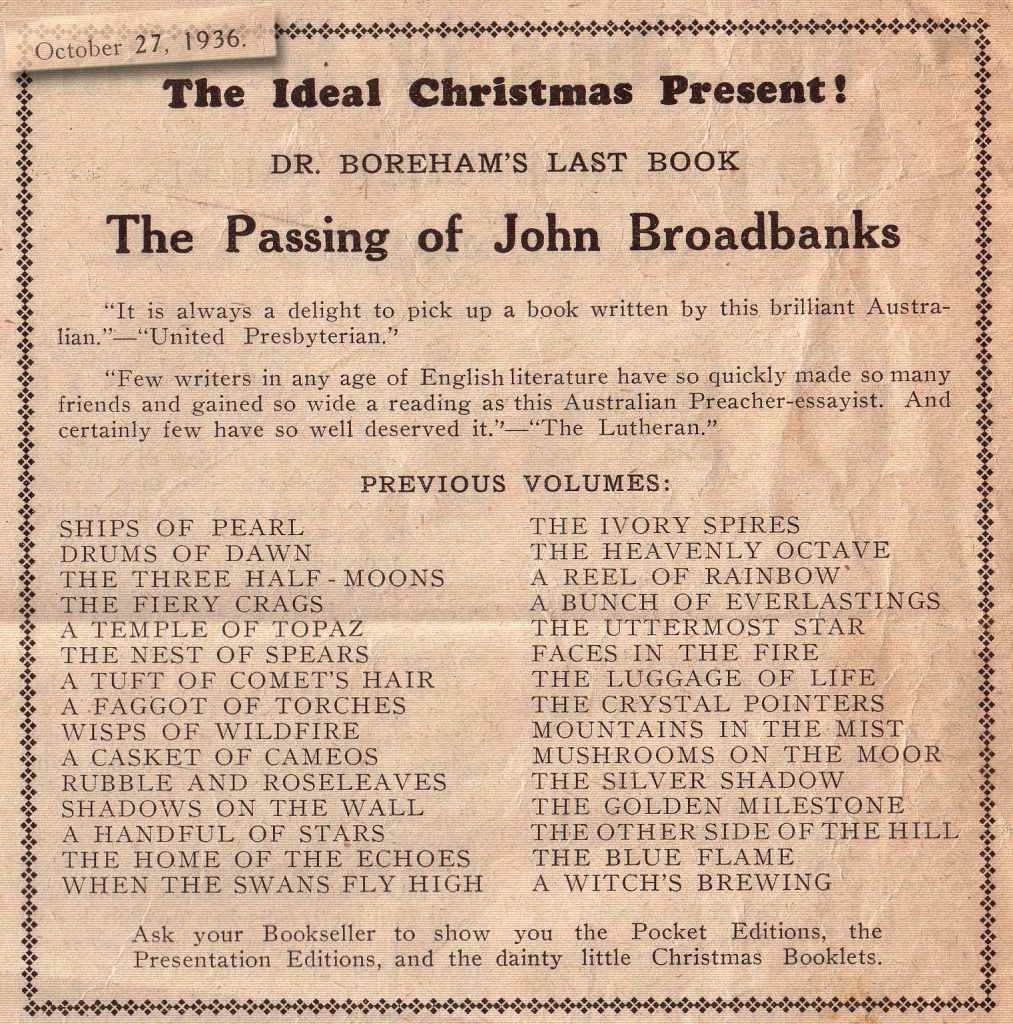 October 27, 1936.
The Ideal Christmas Present!
DR. BOREHAM'S LAST BOOK
The Passing of John Broadbanks
"It is always a delight to pick up a book written by this brilliant Austra-
lian."—"United Presbyterian."
"Few writers in any age of English literature have so quickly made so many
friends and gained so wide a reading as this Australian Preacher-essayist. And
certainly few have so well deserved it."—"The Lutheran."
PREVIOUS VOLUMES:
SHIPS OF PEARL
DRUMS OF DAWN
THE THREE HALF-MOONS
THE FIERY CRAGS
A TEMPLE OF TOPAZ
THE NEST OF SPEARS
A TUFT OF COMET'S HAIR
A FAGGOT OF TORCHES
WISPS OF WILDFIRE
A CASKET OF CAMEOS
RUBBLE AND ROSELEAVES
SHADOWS ON THE WALL
A HANDFUL OF STARS
THE HOME OF THE ECHOES
WHEN THE SWANS FLY HIGH
THE IVORY SPIRES
THE HEAVENLY OCTAVE
A REEL OF RAINBOW
A BUNCH OF EVERLASTINGS
THE UTTERMOST STAR
FACES IN THE FIRE
THE LUGGAGE OF LIFE
THE CRYSTAL POINTERS
MOUNTAINS IN THE MIST
MUSHROOMS ON THE MOOR
THE SILVER SHADOW
THE GOLDEN MILESTONE
THE OTHER SIDE OF THE HILL
THE BLUE FLAME
A WITCH'S BREWING
Ask your Bookseller to show you the Pocket Editions, the
Presentation Editions, and the dainty little Christmas Booklets.